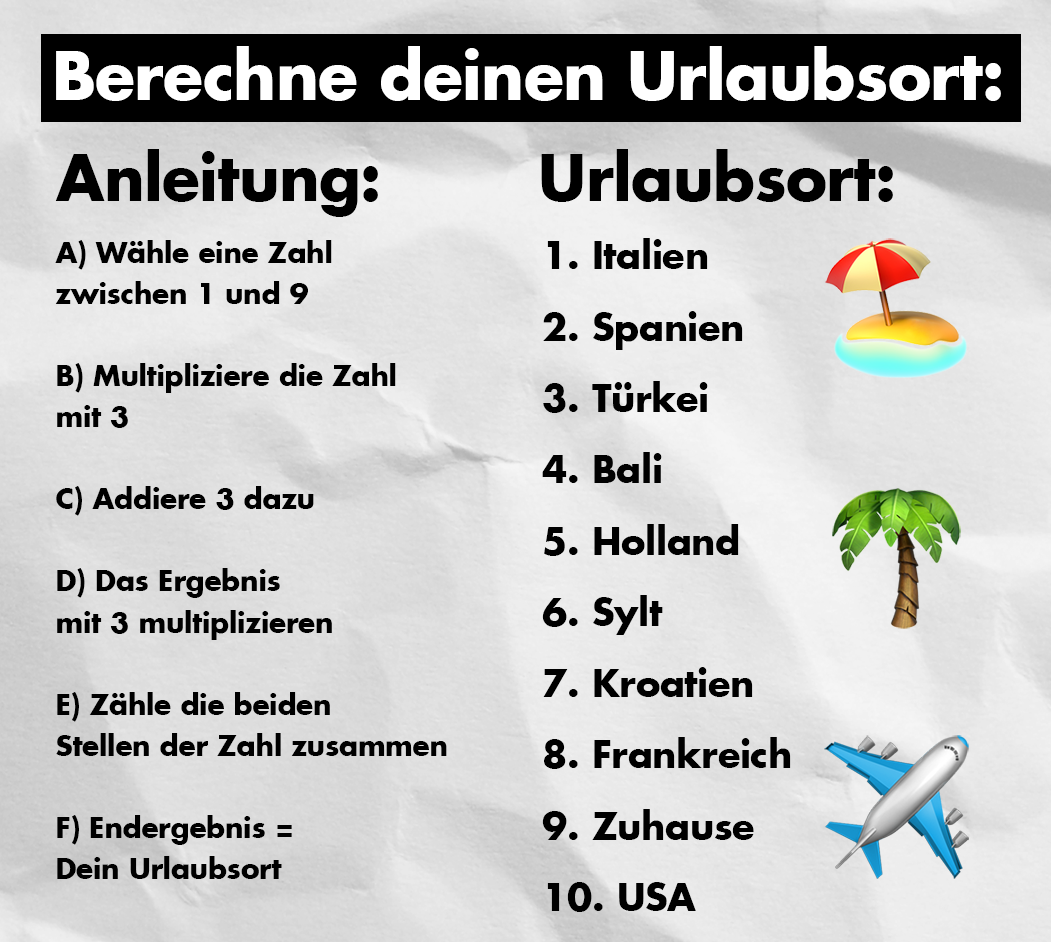 Berechne deinen Urlaubsort:
Anleitung:
A) Wähle eine Zahl
zwischen 1 und 9
B) Multipliziere die Zahl
mit 3
C) Addiere 3 dazu
D) Das Ergebnis
mit 3 multiplizieren
E) Zähle die beiden
Stellen der Zahl zusammen
F) Endergebnis =
Dein Urlaubsort
Urlaubsort:
1. Italien
2. Spanien
3. Türkei
4. Bali
5. Holland
6. Sylt
7. Kroatien
8. Frankreich
9. Zuhause
10. USA